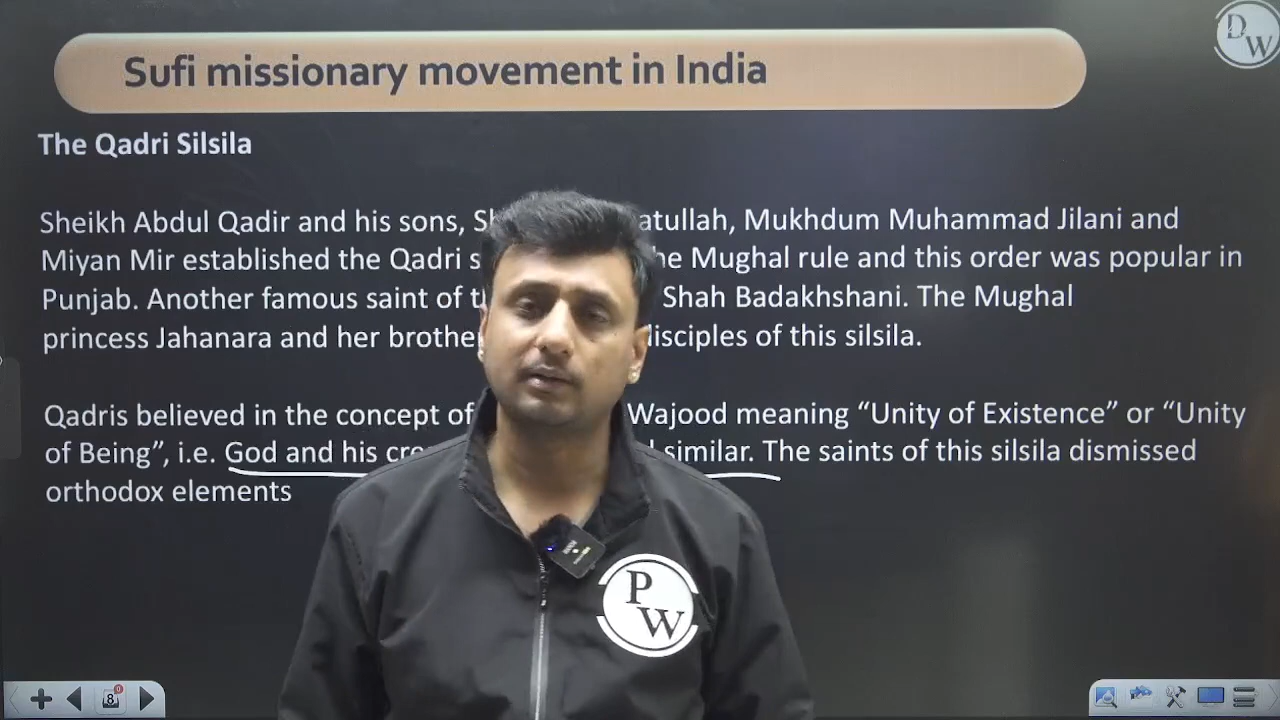 Sufi missionary movement in India
The Qadri Silsila
Sheikh Abdul Qadir and his sons, atullah, Mukhdum Muhammad Jilani and
Miyan Mir established the Qadri he Mughal rule and this order was popular in
Punjab. Another famous saint of Shah Badakhshani. The Mughal
princess Jahanara and her brother disciples of this silsila.
Qadris believed in the concept of Wajood meaning “Unity of Existence” or “Unity
of Being”, i.e. God and his similar. The saints of this silsila dismissed
orthodox elements
P
W
P
W
8
0